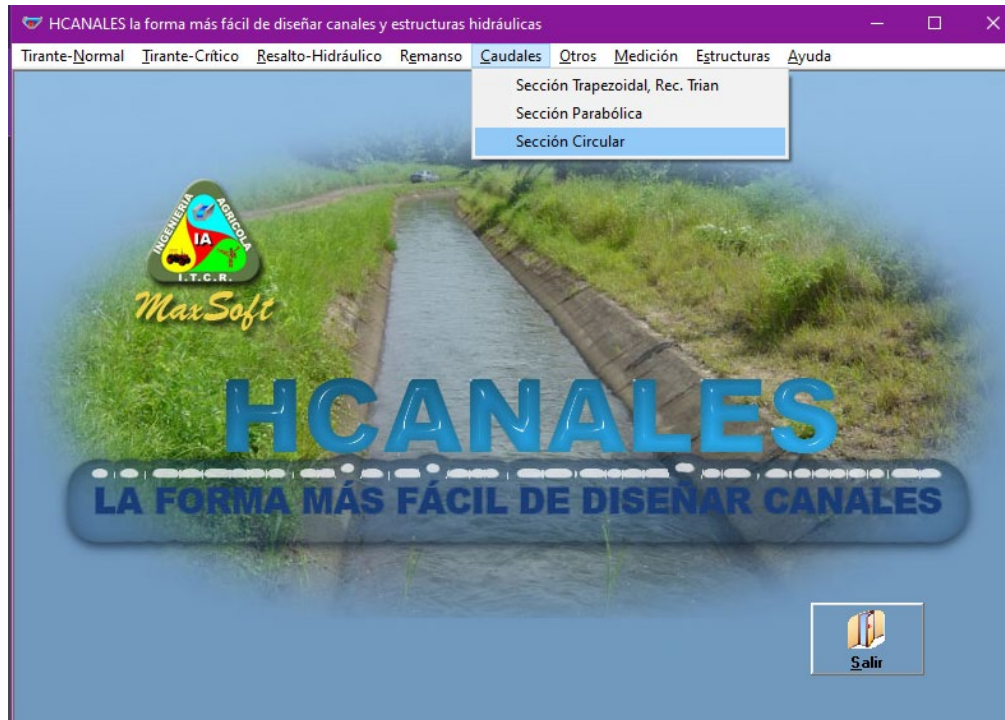 HCANALES la forma más fácil de diseñar canales y estructuras hidráulicas
Tirante-Normal Tirante-Crítico Resalto-Hidráulico Remanso Caudales Otros Medición Estructuras Ayuda
Sección Trapezoidal, Rec. Trian
Sección Parabólica
Sección Circular
INGENIERIA AGRICOLA
IA
I.T.C.R.
MaxSoft
HCANALES
LA FORMA MÁS FÁCIL DE DISEÑAR CANALES
Salir